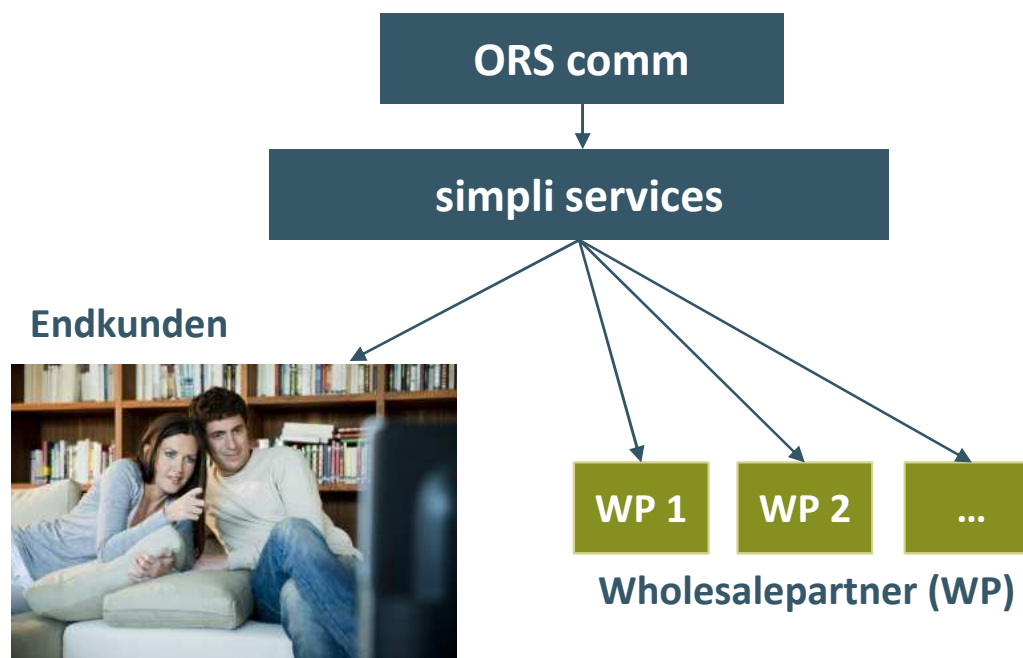 ORS comm
simpli services
Endkunden
WP 1
WP 2
...
Wholesalepartner (WP)